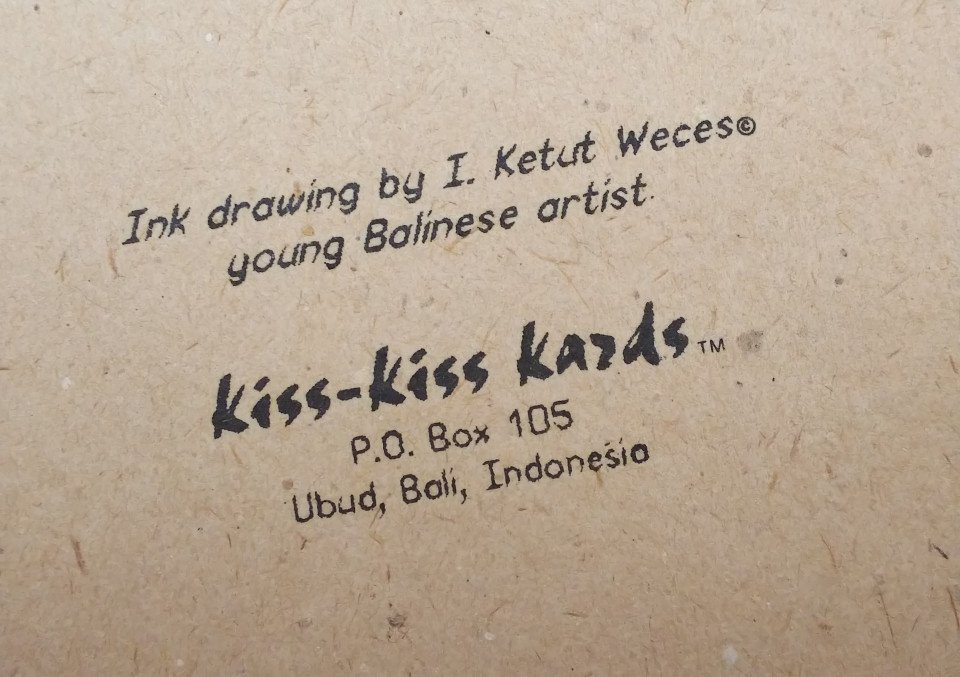 Ink drawing by I. Ketut Weces©
young Balinese artist.
Kiss-Kiss Kards™
P.O. Box 105
Ubud, Bali, Indonesia